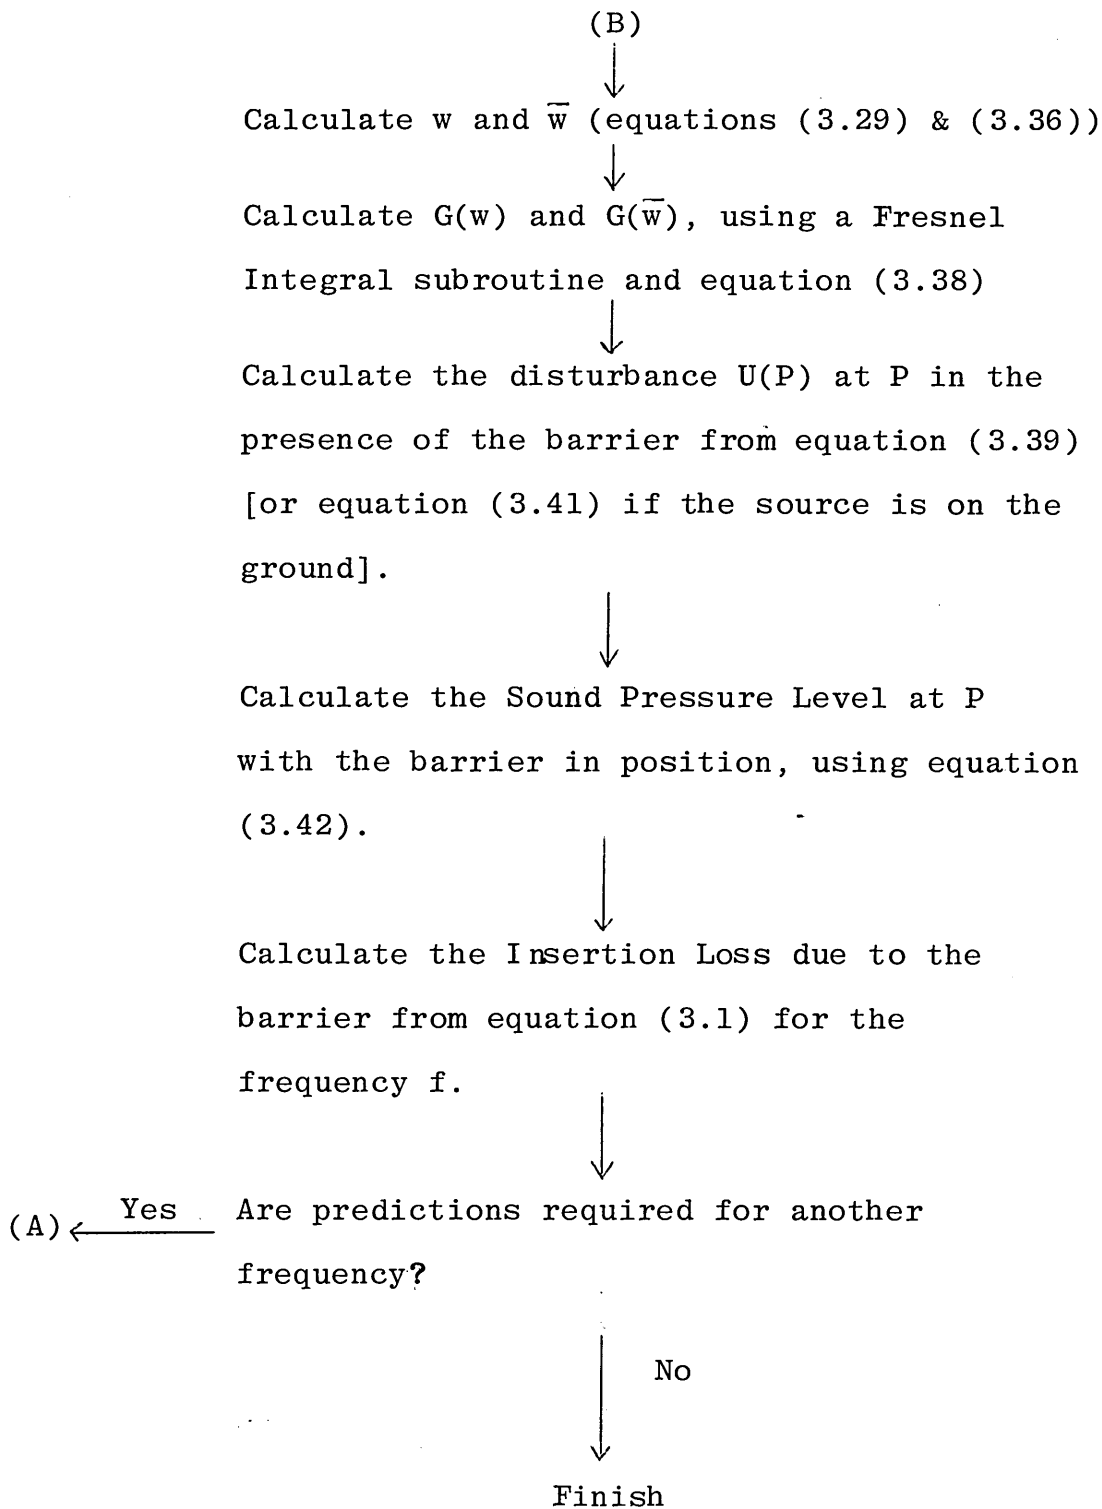 (B)
Calculate w and w̅ (equations (3.29) & (3.36))
Calculate G(w) and G(w̅), using a Fresnel
Integral subroutine and equation (3.38)
Calculate the disturbance U(P) at P in the
presence of the barrier from equation (3.39)
[or equation (3.41) if the source is on the
ground].
Calculate the Sound Pressure Level at P
with the barrier in position, using equation
(3.42).
Calculate the Insertion Loss due to the
barrier from equation (3.1) for the
frequency f.
(A) Yes Are predictions required for another
frequency?
No
Finish